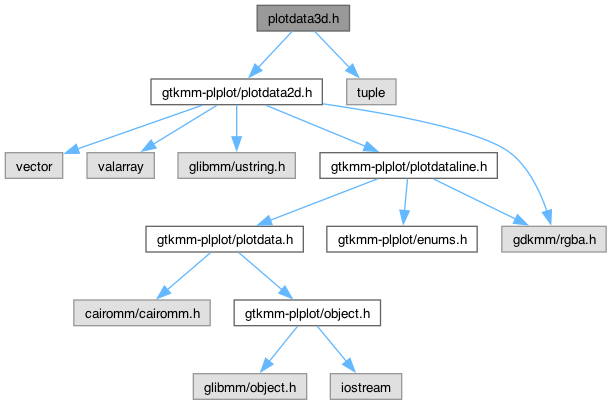 plotdata3d.h
gtkmm-plplot/plotdata2d.h
tuple
vector
valarray
glibmm/ustring.h
gtkmm-plplot/plotdataline.h
gtkmm-plplot/plotdata.h
gtkmm-plplot/enums.h
gdkmm/rgba.h
cairomm/cairomm.h
gtkmm-plplot/object.h
glibmm/object.h
iostream